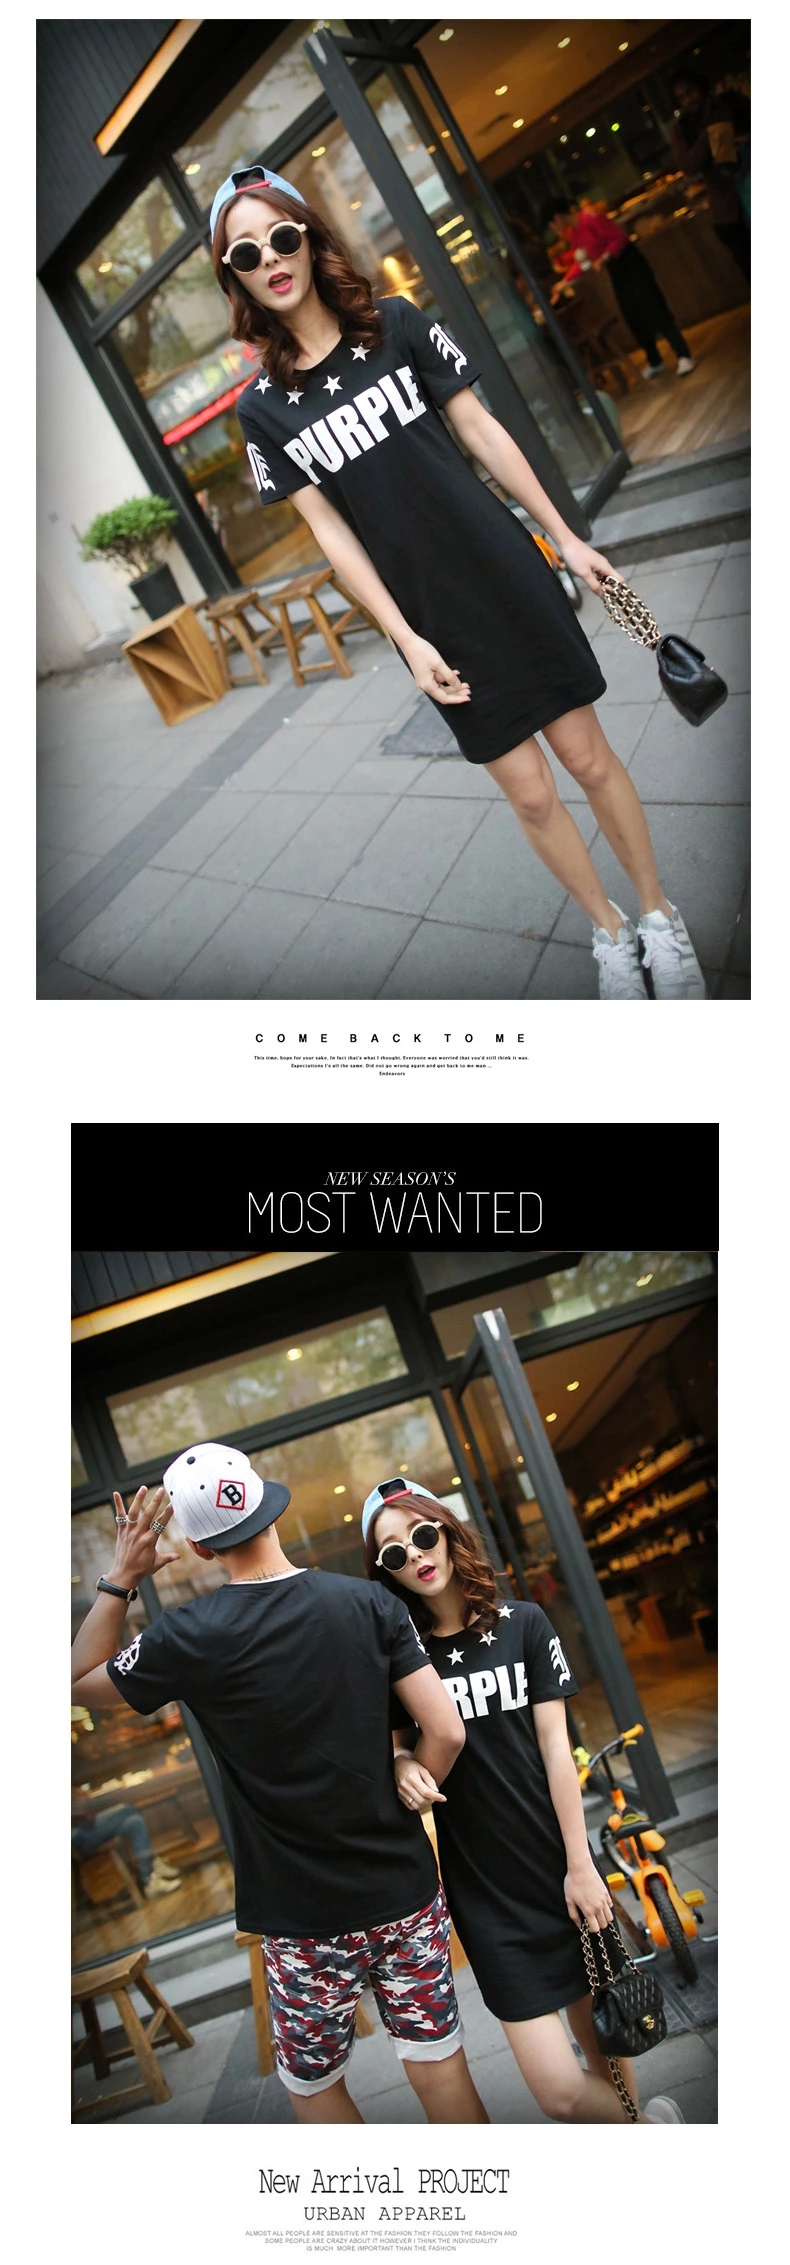 PURPLE
COME BACK TO ME
This time. hope for your sake. In fact that's what I thought. Everyone was worried that you'd still think it was.
Expectations I'm all the same. Did not go wrong again and get back to me man ...
Endeavors
NEW SEASON'S
MOST WANTED
B
RPLE
New Arrival PROJECT
URBAN APPAREL
ALMOST ALL PEOPLE ARE SENSITIVE AT THE FASHION.THEY FOLLOW THE FASHION AND
SOME PEOPLE ARE CRAZY ABOUT IT HOWEVER I THINK THE INDIVIDUALITY
IS MUCH MORE IMPORTANT THAN THE FASHION